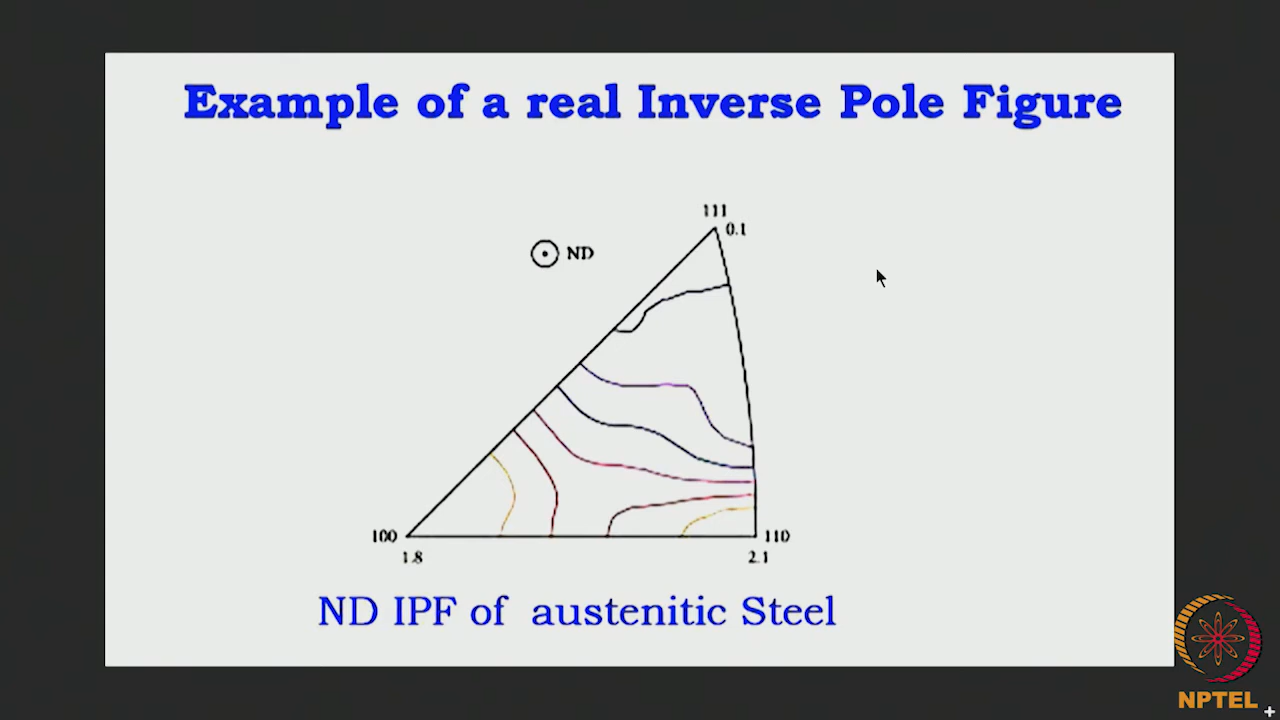 Example of a real Inverse Pole Figure
111
0.1
ND
100
110
1.8
2.1
ND IPF of austenitic Steel
NPTEL